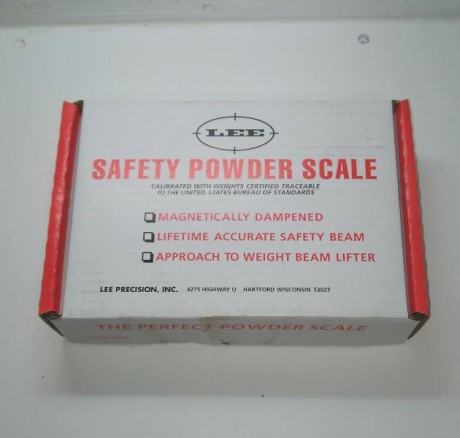 LEE
SAFETY POWDER SCALE
CALIBRATED WITH WEIGHTS CERTIFIED TRACEABLE
TO THE UNITED STATES BUREAU OF STANDARDS
MAGNETICALLY DAMPENED
LIFETIME ACCURATE SAFETY BEAM
APPROACH TO WEIGHT BEAM LIFTER
LEE PRECISION, INC. 4275 HIGHWAY U HARTFORD WISCONSIN 53027
THE PERFECT POWDER SCALE